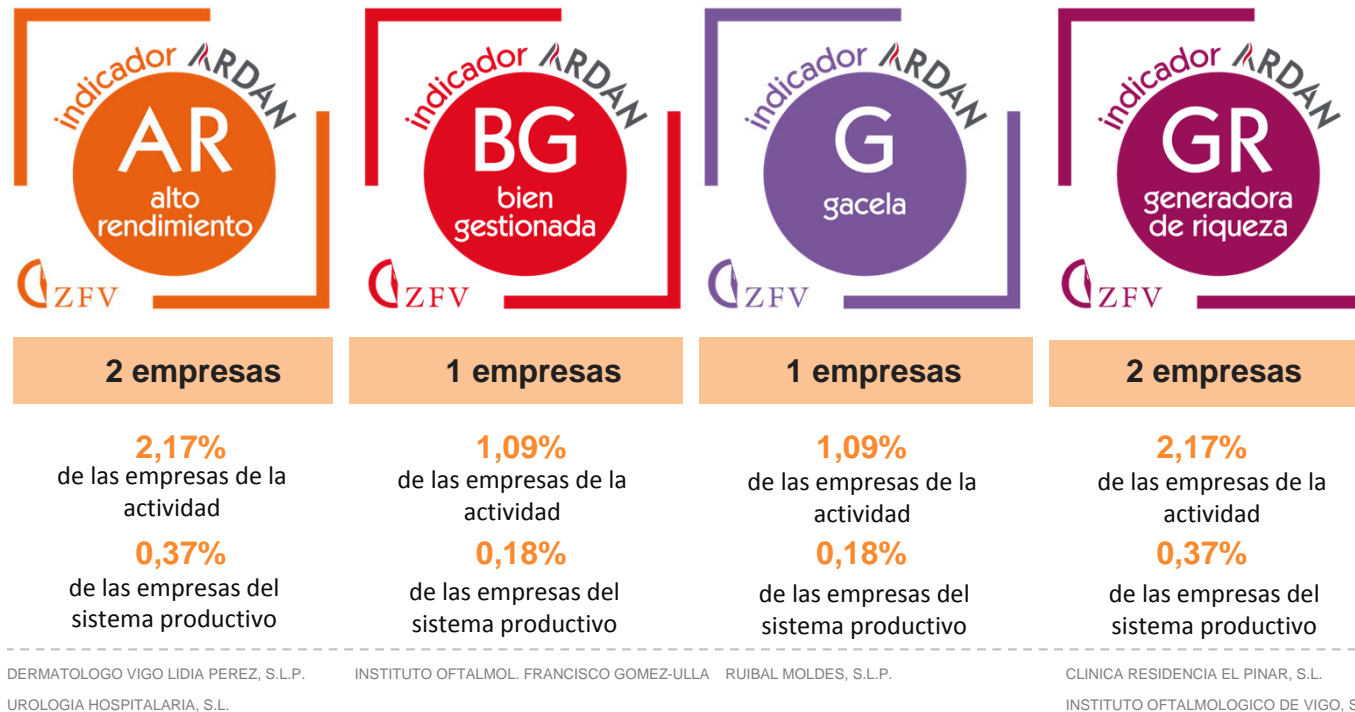 indicador ARDAN
AR
alto
rendimiento
ZFV
indicador ARDAN
BG
bien
gestionada
ZFV
indicador ARDAN
G
gacela
ZFV
indicador ARDAN
GR
generadora
de riqueza
ZFV
2 empresas
1 empresas
1 empresas
2 empresas
2,17%
de las empresas de la
actividad
0,37%
de las empresas del
sistema productivo
1,09%
de las empresas de la
actividad
0,18%
de las empresas del
sistema productivo
1,09%
de las empresas de la
actividad
0,18%
de las empresas del
sistema productivo
2,17%
de las empresas de la
actividad
0,37%
de las empresas del
sistema productivo
DERMATOLOGO VIGO LIDIA PEREZ, S.L.P.
UROLOGIA HOSPITALARIA, S.L.
INSTITUTO OFTALMOL. FRANCISCO GOMEZ-ULLA
RUIBAL MOLDES, S.L.P.
CLINICA RESIDENCIA EL PINAR, S.L.
INSTITUTO OFTALMOLOGICO DE VIGO, S